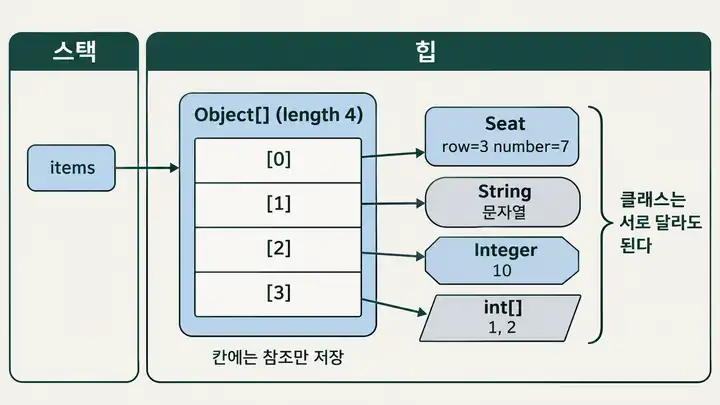 스택
힙
items
Object[] (length 4)
[0]
[1]
[2]
[3]
칸에는 참조만 저장
Seat
row=3 number=7
String
문자열
Integer
10
int[]
1, 2
클래스는
서로 달라도
된다